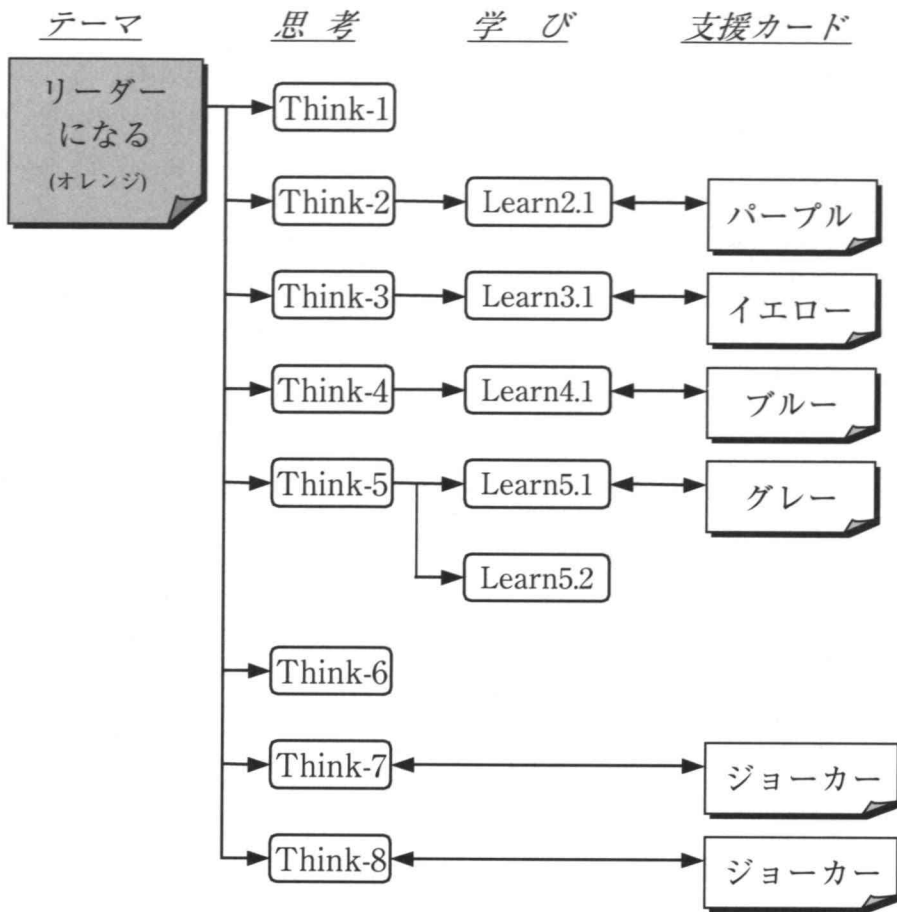 テーマ 思考 学び 支援カード
リーダー
になる
(オレンジ)
Think-1
Think-2 Learn2.1 パープル
Think-3 Learn3.1 イエロー
Think-4 Learn4.1 ブルー
Think-5 Learn5.1 グレー
Learn5.2
Think-6
Think-7 ジョーカー
Think-8 ジョーカー